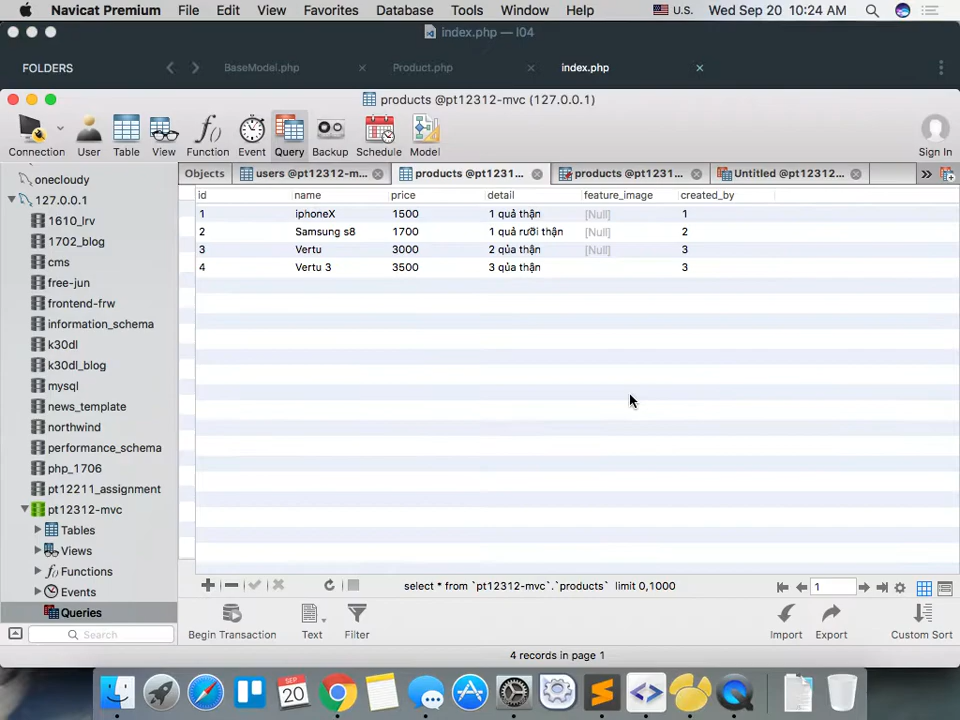 Navicat Premium File Edit View Favorites Database Tools Window Help U.S. Wed Sep 20 10:24 AM
index.php — l04
FOLDERS BaseModel.php Product.php index.php
products @pt12312-mvc (127.0.0.1)
Connection User Table View Function Event Query Backup Schedule Model Sign In
onecloudy
127.0.0.1
1610_lrv
1702_blog
cms
free-jun
frontend-frw
information_schema
k30dl
k30dl_blog
mysql
news_template
northwind
performance_schema
php_1706
pt12211_assignment
pt12312-mvc
Tables
Views
Functions
Events
Queries
Search
Objects users @pt12312-m... products @pt1231... products @pt1231... Untitled @pt12312...
id name price detail feature_image created_by
1 iphoneX 1500 1 quả thận [Null] 1
2 Samsung s8 1700 1 quả rưỡi thận [Null] 2
3 Vertu 3000 2 qủa thận [Null] 3
4 Vertu 3 3500 3 qủa thận 3
select * from `pt12312-mvc`.`products` limit 0,1000 1
Begin Transaction Text Filter Import Export Custom Sort
4 records in page 1
SEP
20